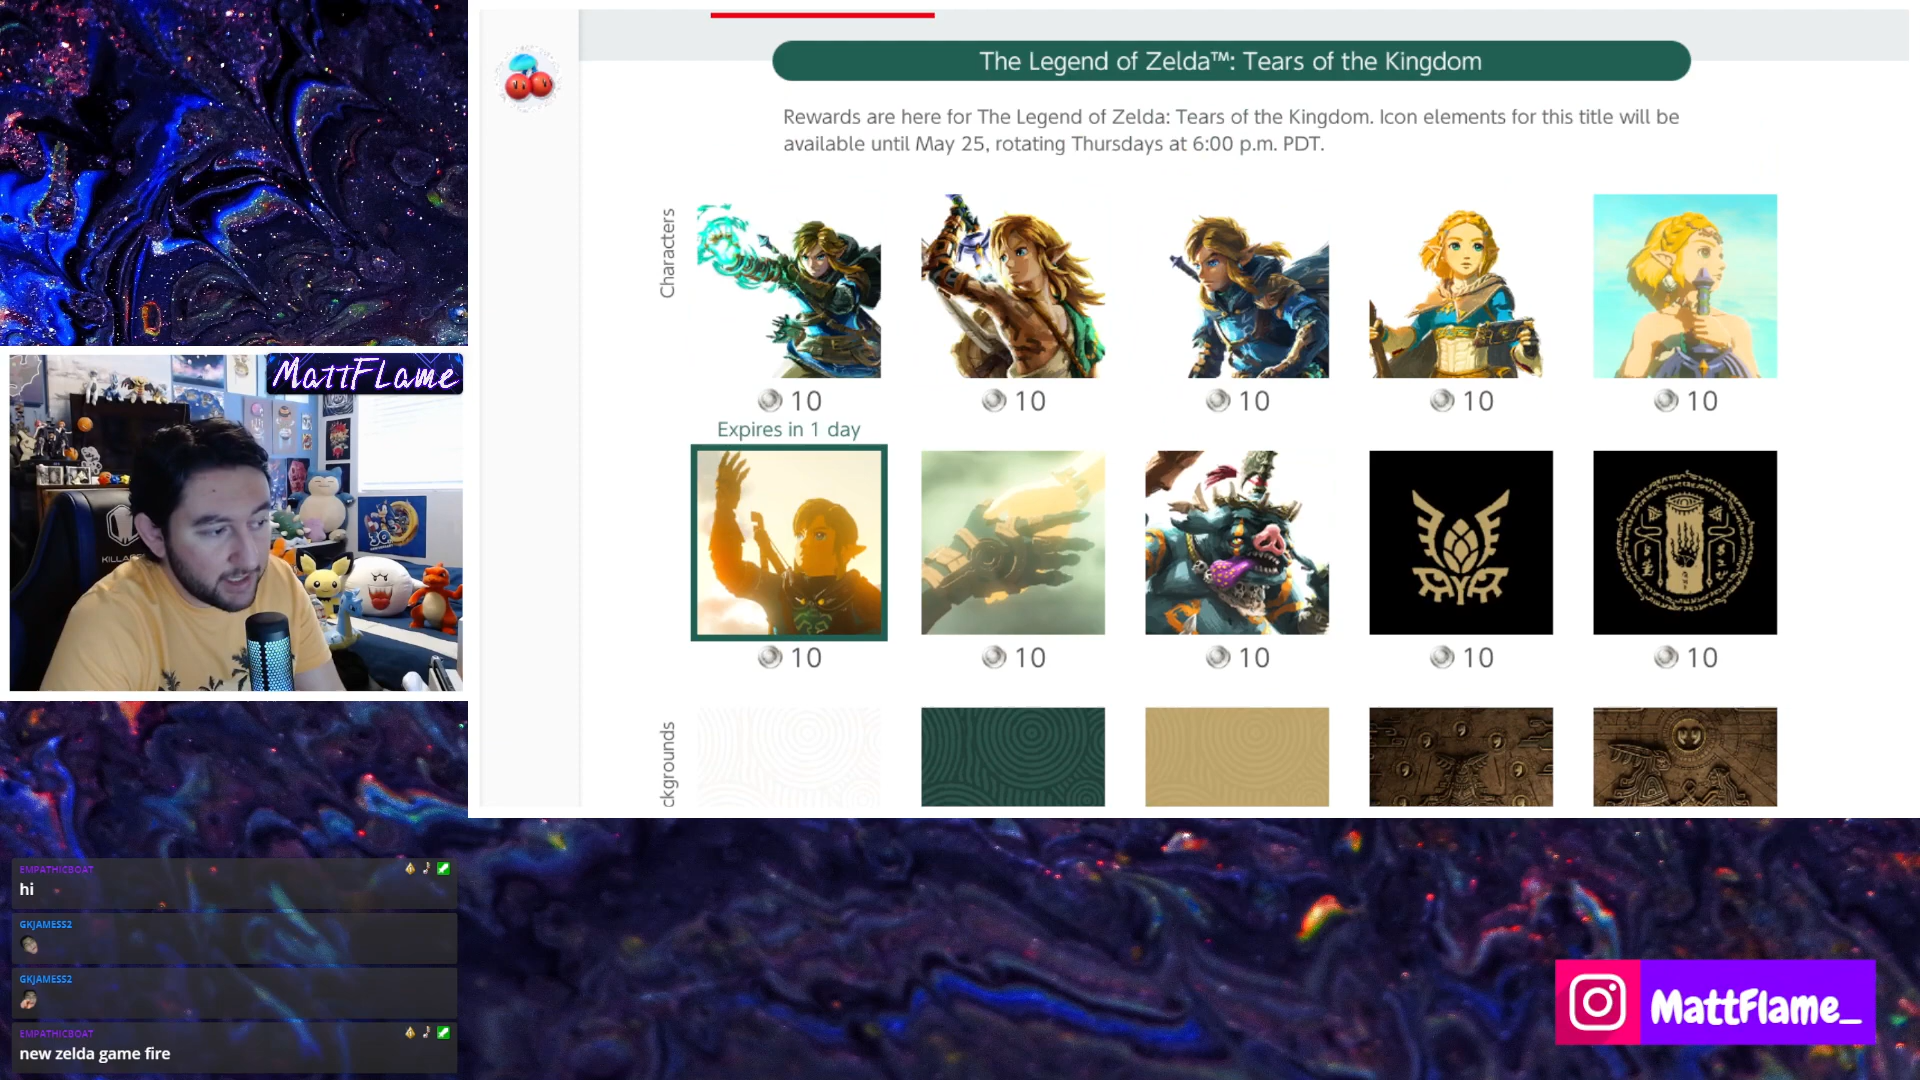 The Legend of Zelda™: Tears of the Kingdom
Rewards are here for The Legend of Zelda: Tears of the Kingdom. Icon elements for this title will be
available until May 25, rotating Thursdays at 6:00 p.m. PDT.
Characters
10
10
10
10
10
Expires in 1 day
10
10
10
10
10
ckgrounds
MattFlame
EMPATHICBOAT
hi
GKJAMESS2
GKJAMESS2
EMPATHICBOAT
new zelda game fire
MattFlame_